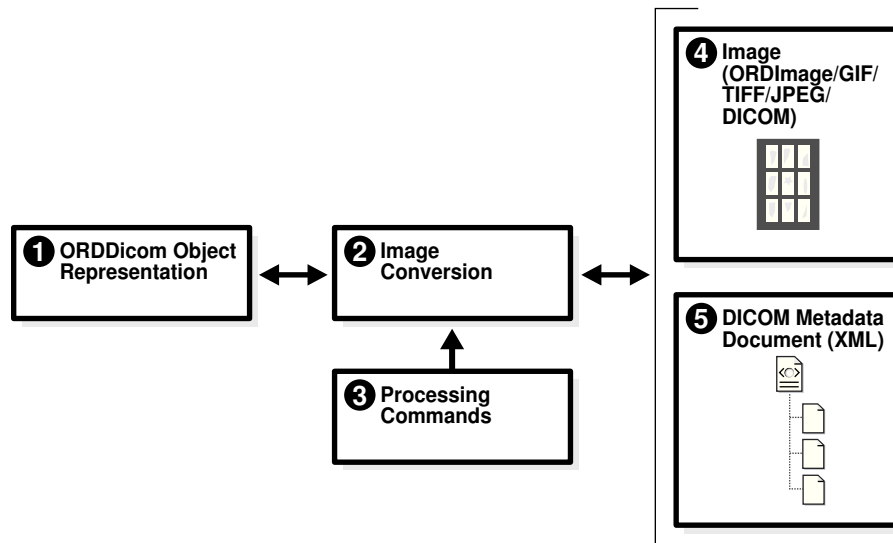 1 ORDDicom Object
Representation
2 Image
Conversion
3 Processing
Commands
4 Image
(ORDImage/GIF/
TIFF/JPEG/
DICOM)
5 DICOM Metadata
Document (XML)